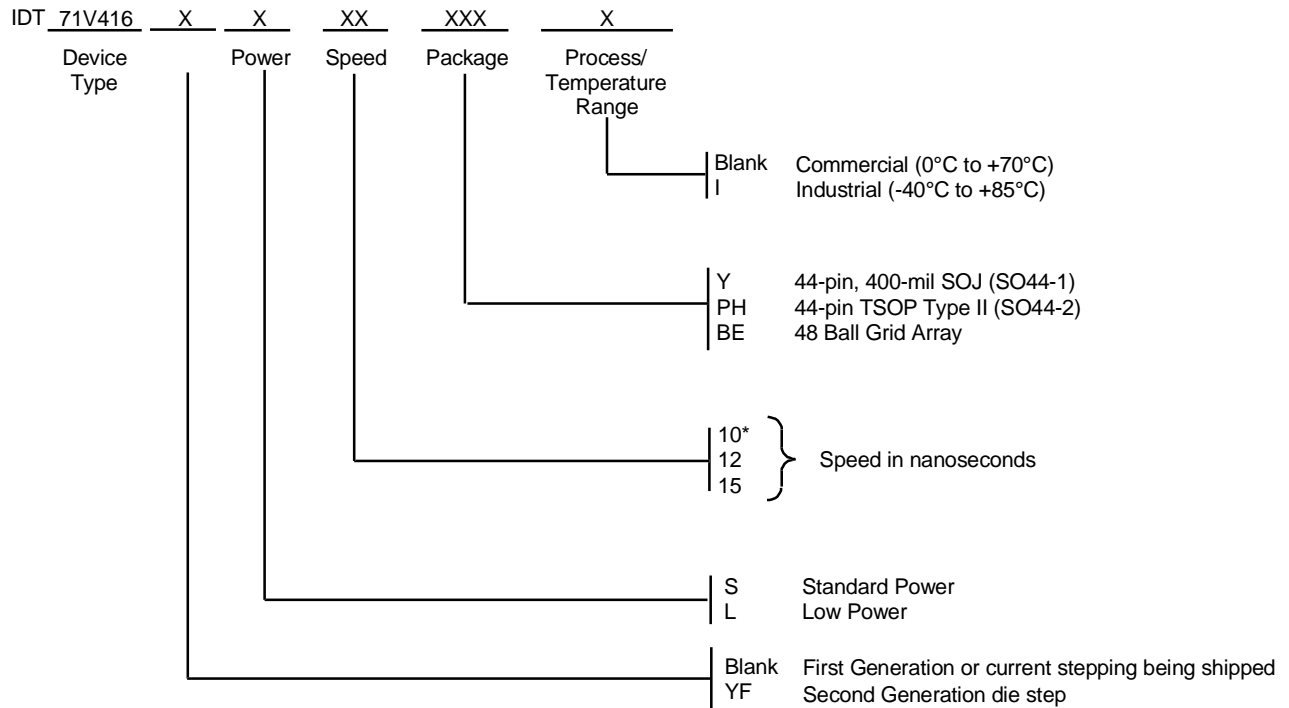 IDT 71V416 X X XX XXX X
Device Type
Power
Speed
Package
Process/
Temperature
Range
Blank Commercial (0°C to +70°C)
I Industrial (-40°C to +85°C)
Y 44-pin, 400-mil SOJ (SO44-1)
PH 44-pin TSOP Type II (SO44-2)
BE 48 Ball Grid Array
10*
12 Speed in nanoseconds
15
S Standard Power
L Low Power
Blank First Generation or current stepping being shipped
YF Second Generation die step